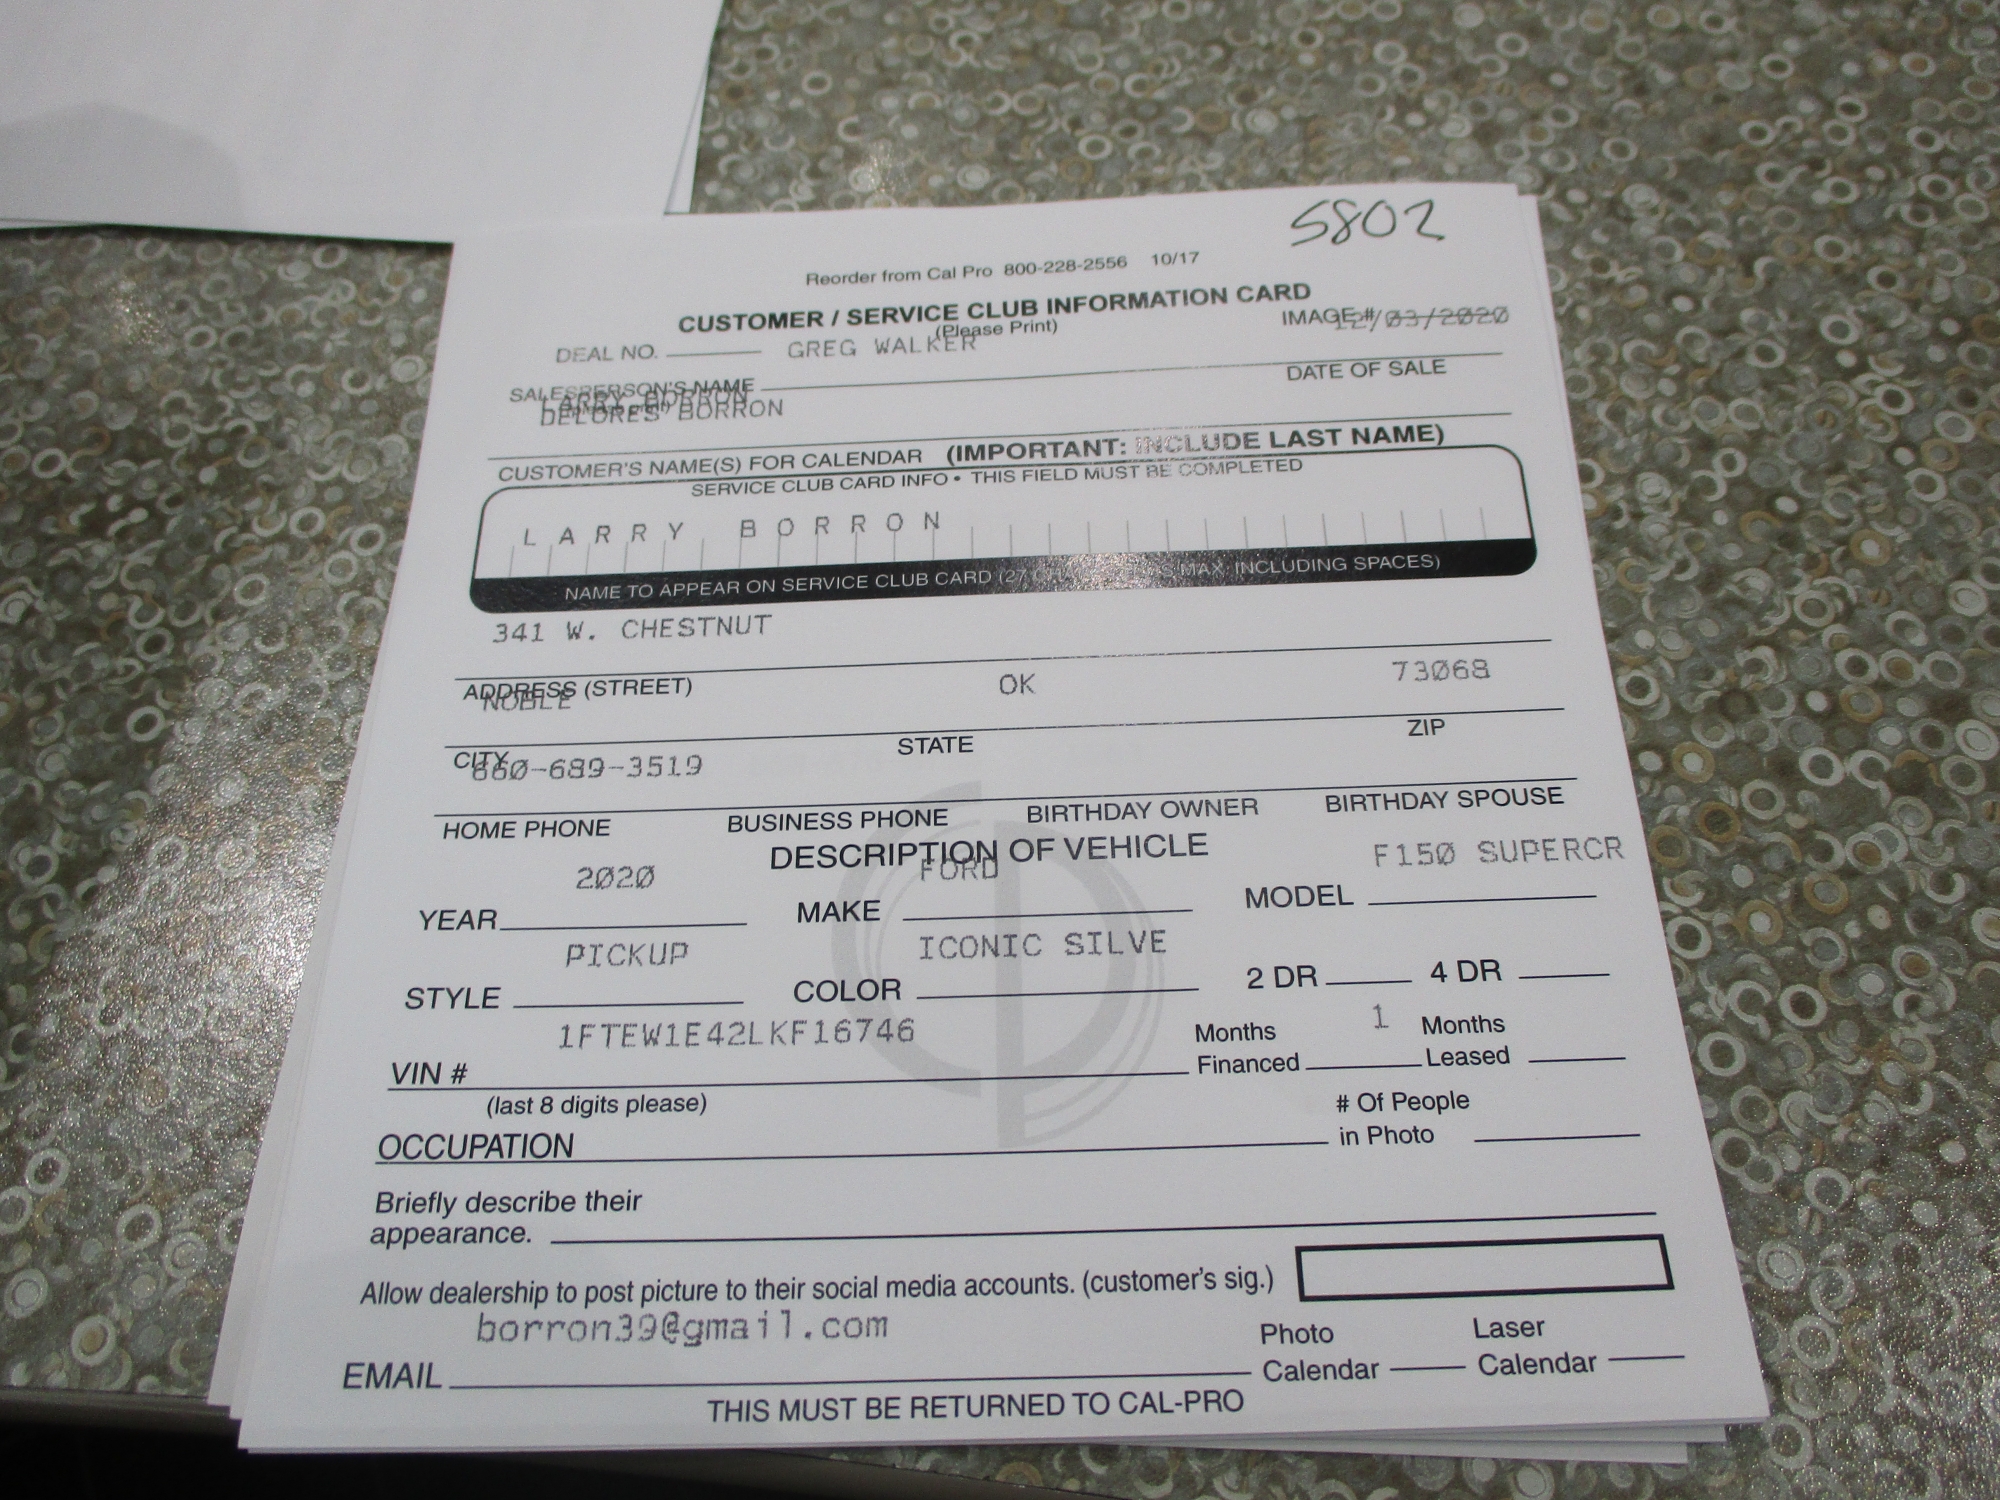 5802
Reorder from Cal Pro 800-228-2556 10/17
CUSTOMER / SERVICE CLUB INFORMATION CARD
(Please Print)
IMAGE # 12/03/2020
DEAL NO. GREG WALKER
SALESPERSON'S NAME DATE OF SALE
LARRY BORRON
DELORES BORRON
CUSTOMER'S NAME(S) FOR CALENDAR (IMPORTANT: INCLUDE LAST NAME)
SERVICE CLUB CARD INFO • THIS FIELD MUST BE COMPLETED
LARRY BORRON
NAME TO APPEAR ON SERVICE CLUB CARD (27 MAX. INCLUDING SPACES)
341 W. CHESTNUT
ADDRESS (STREET)
NOBLE OK 73068
CITY STATE ZIP
660-689-3519
HOME PHONE BUSINESS PHONE BIRTHDAY OWNER BIRTHDAY SPOUSE
DESCRIPTION OF VEHICLE
2020 FORD F150 SUPERCR
YEAR MAKE MODEL
PICKUP ICONIC SILVE
STYLE COLOR 2 DR 4 DR
1FTEW1E42LKF16746 1
VIN # Months Financed Months Leased
(last 8 digits please)
# Of People in Photo
OCCUPATION
Briefly describe their
appearance.
Allow dealership to post picture to their social media accounts. (customer's sig.)
borron39@gmail.com
EMAIL Photo Calendar Laser Calendar
THIS MUST BE RETURNED TO CAL-PRO